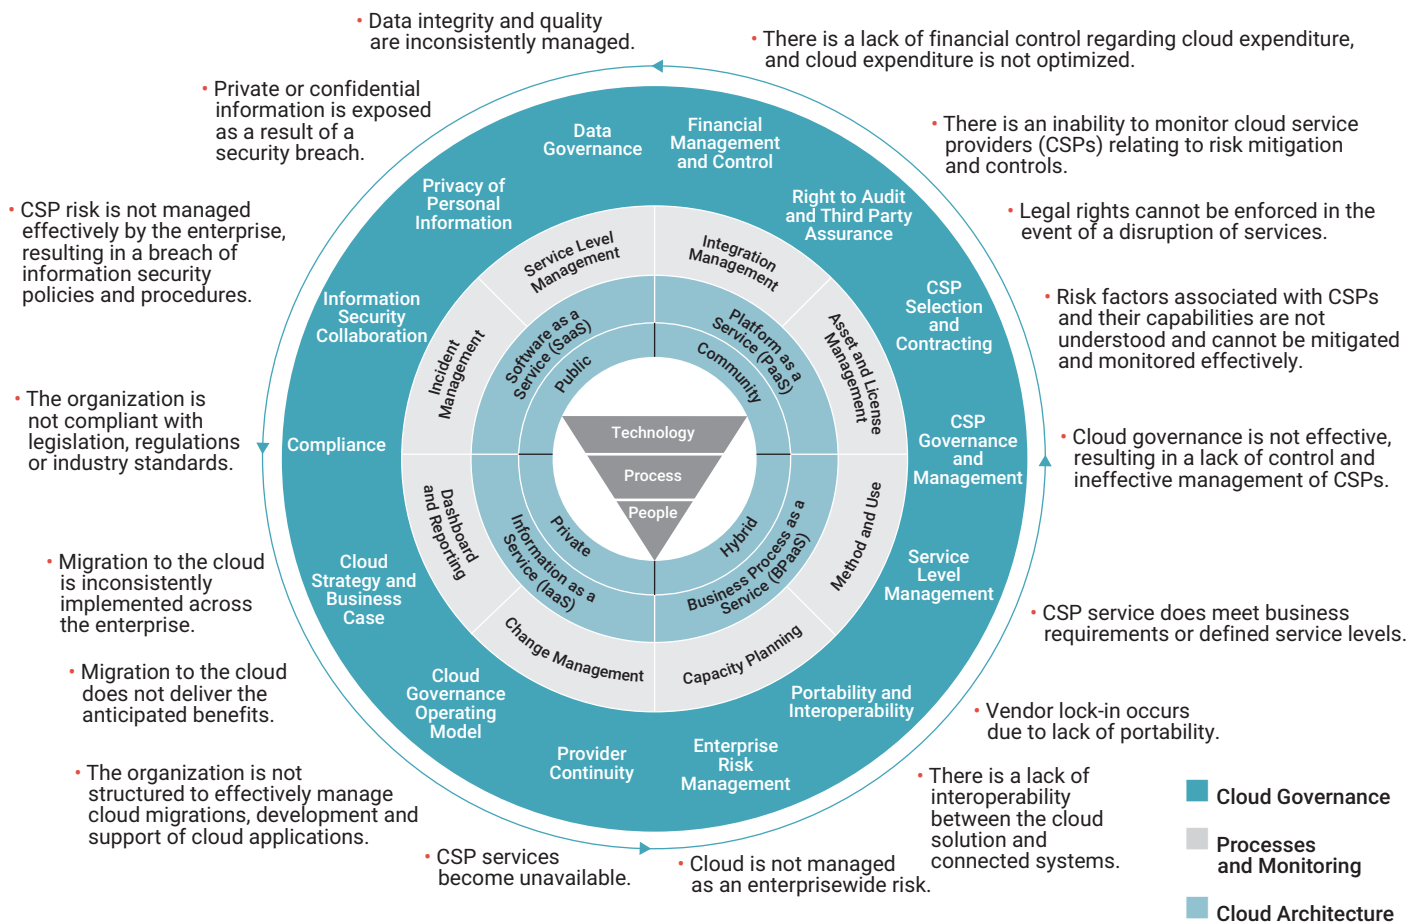 • Data integrity and quality
are inconsistently managed.
• There is a lack of financial control regarding cloud expenditure,
and cloud expenditure is not optimized.
• Private or confidential
information is exposed
as a result of a
security breach.
• There is an inability to monitor cloud service
providers (CSPs) relating to risk mitigation
and controls.
• CSP risk is not managed
effectively by the enterprise,
resulting in a breach of
information security
policies and procedures.
• Legal rights cannot be enforced in the
event of a disruption of services.
• Risk factors associated with CSPs
and their capabilities are not
understood and cannot be mitigated
and monitored effectively.
• The organization is
not compliant with
legislation, regulations
or industry standards.
• Cloud governance is not effective,
resulting in a lack of control and
ineffective management of CSPs.
• Migration to the cloud
is inconsistently
implemented across
the enterprise.
• CSP service does meet business
requirements or defined service levels.
• Migration to the cloud
does not deliver the
anticipated benefits.
• Vendor lock-in occurs
due to lack of portability.
• The organization is not
structured to effectively manage
cloud migrations, development and
support of cloud applications.
• There is a lack of
interoperability
between the cloud
solution and
connected systems.
• CSP services
become unavailable.
• Cloud is not managed
as an enterprisewide risk.
Data
Governance
Financial
Management
and Control
Right to Audit
and Third Party
Assurance
CSP
Selection
and
Contracting
CSP
Governance
and
Management
Service
Level
Management
Portability and
Interoperability
Enterprise
Risk
Management
Provider
Continuity
Cloud
Governance
Operating
Model
Cloud
Strategy and
Business
Case
Compliance
Information
Security
Collaboration
Privacy of
Personal
Information
Service Level
Management
Integration
Management
Asset and License
Management
Method and Use
Capacity Planning
Change Management
Dashboard
and Reporting
Incident
Management
Software as a
Service (SaaS)
Platform as a
Service (PaaS)
Business Process as a
Service (BPaaS)
Information as a
Service (IaaS)
Public
Community
Hybrid
Private
Technology
Process
People
Cloud Governance
Processes
and Monitoring
Cloud Architecture